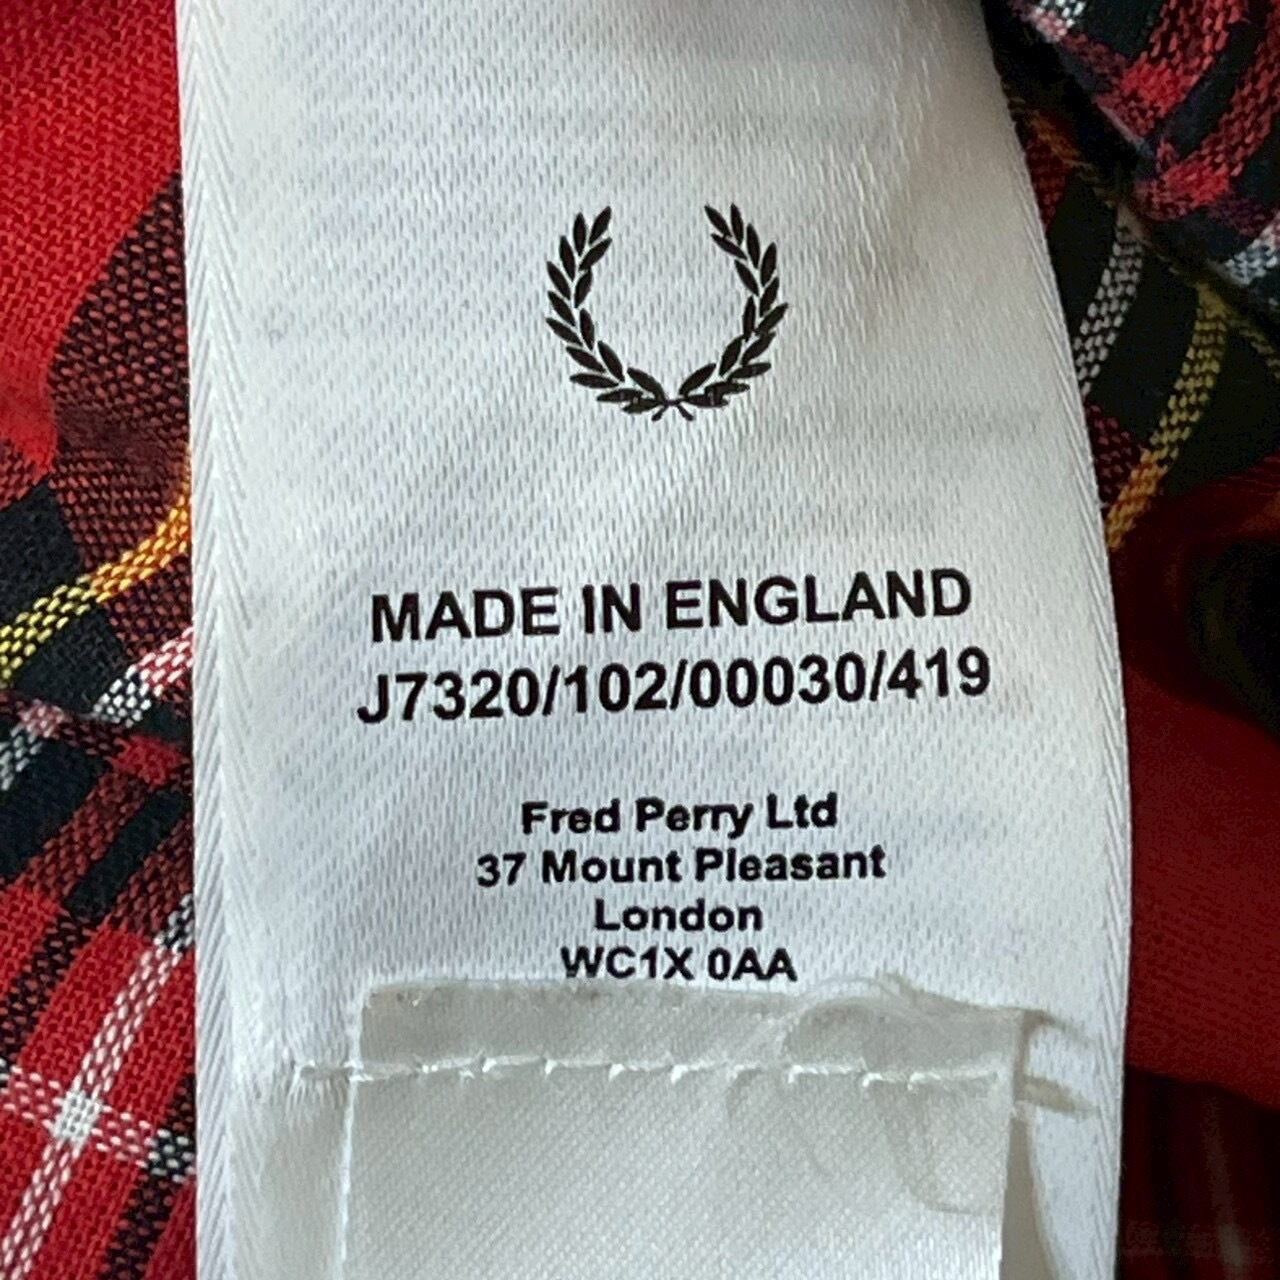 MADE IN ENGLAND
J7320/102/00030/419
Fred Perry Ltd
37 Mount Pleasant
London
WC1X 0AA